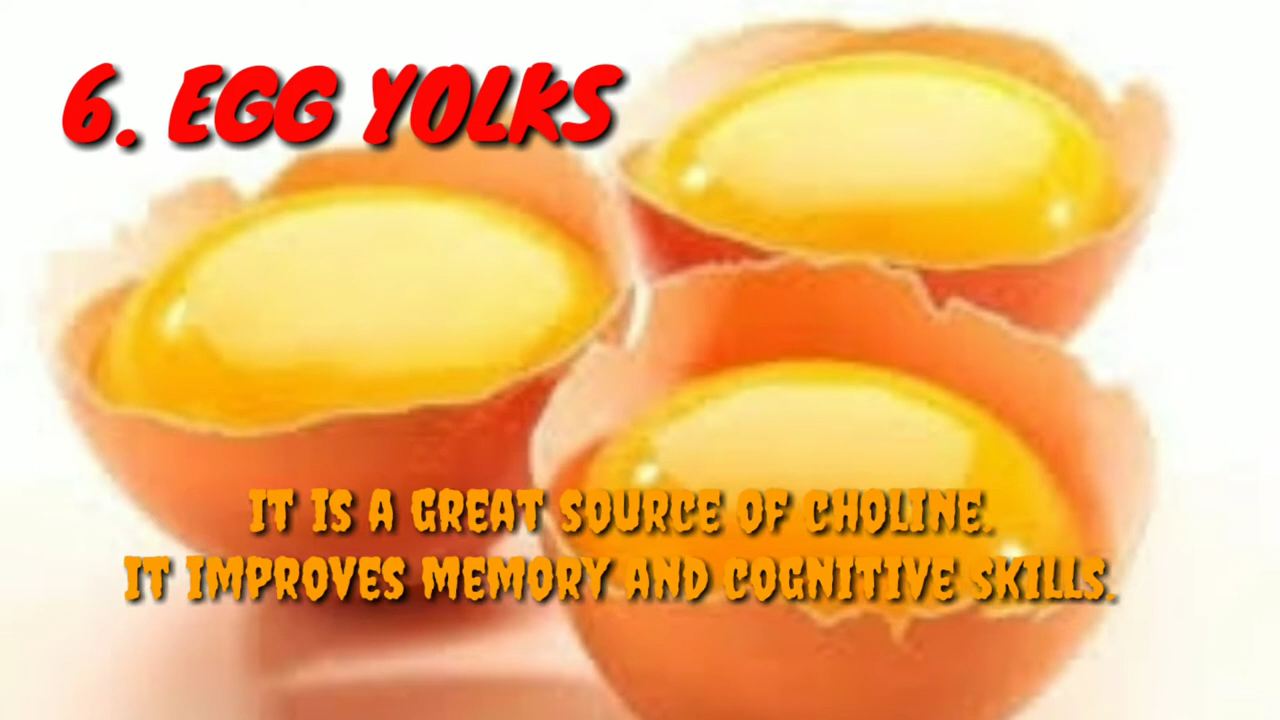 6. EGG YOLKS
IT IS A GREAT SOURCE OF CHOLINE.
IT IMPROVES MEMORY AND COGNITIVE SKILLS.